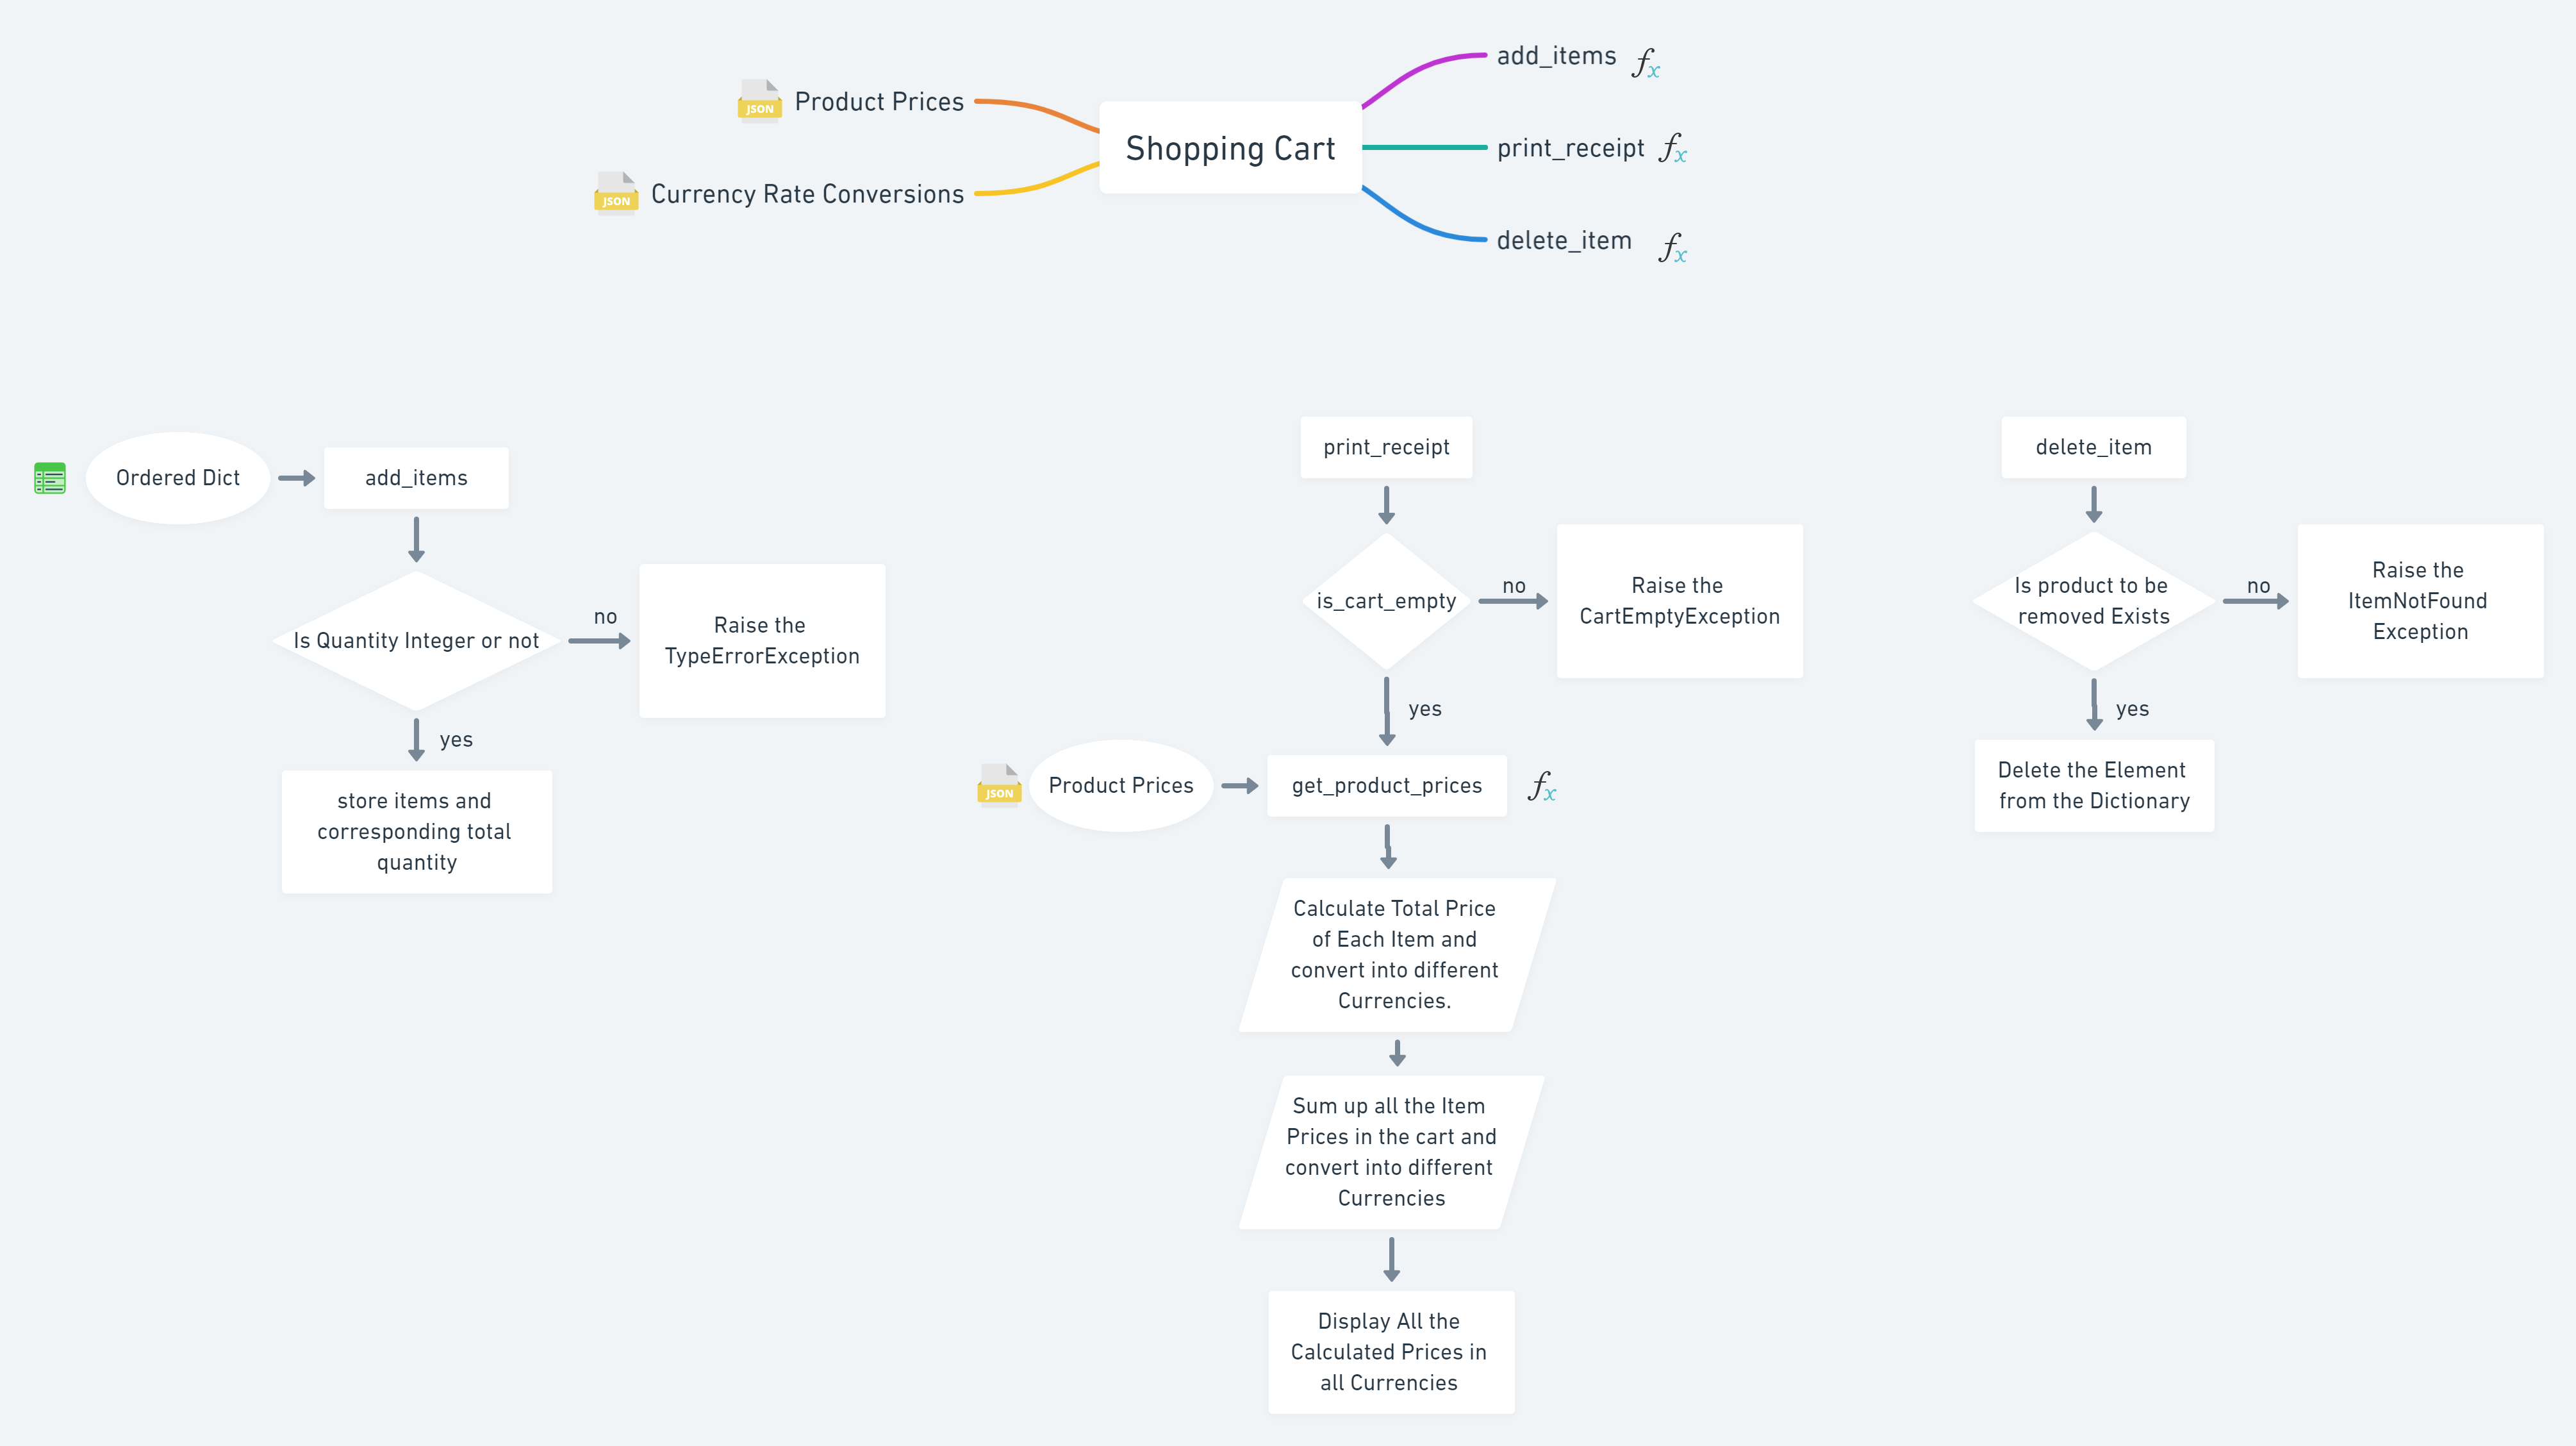 add_items
fx
JSON
Product Prices
Shopping Cart
print_receipt
fx
JSON
Currency Rate Conversions
delete_item
fx
Ordered Dict
add_items
Is Quantity Integer or not
no
Raise the
TypeErrorException
yes
store items and
corresponding total
quantity
print_receipt
is_cart_empty
no
Raise the
CartEmptyException
yes
JSON
Product Prices
get_product_prices
fx
Calculate Total Price
of Each Item and
convert into different
Currencies.
Sum up all the Item
Prices in the cart and
convert into different
Currencies
Display All the
Calculated Prices in
all Currencies
delete_item
Is product to be
removed Exists
no
Raise the
ItemNotFound
Exception
yes
Delete the Element
from the Dictionary